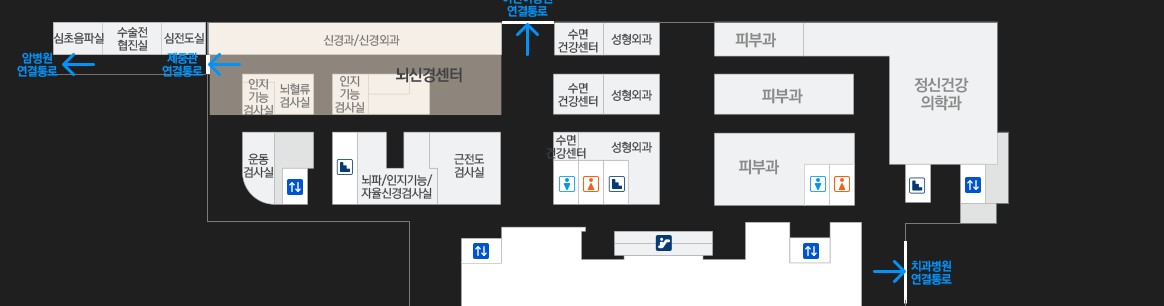 연결통로
심초음파실
수술전
협진실
심전도실
신경과/신경외과
수면
건강센터
성형외과
피부과
암병원
연결통로
제중관
연결통로
뇌신경센터
인지
기능
검사실
뇌혈류
검사실
인지
기능
검사실
수면
건강센터
성형외과
피부과
정신건강
의학과
운동
검사실
뇌파/인지기능/
자율신경검사실
근전도
검사실
수면
건강센터
성형외과
피부과
치과병원
연결통로